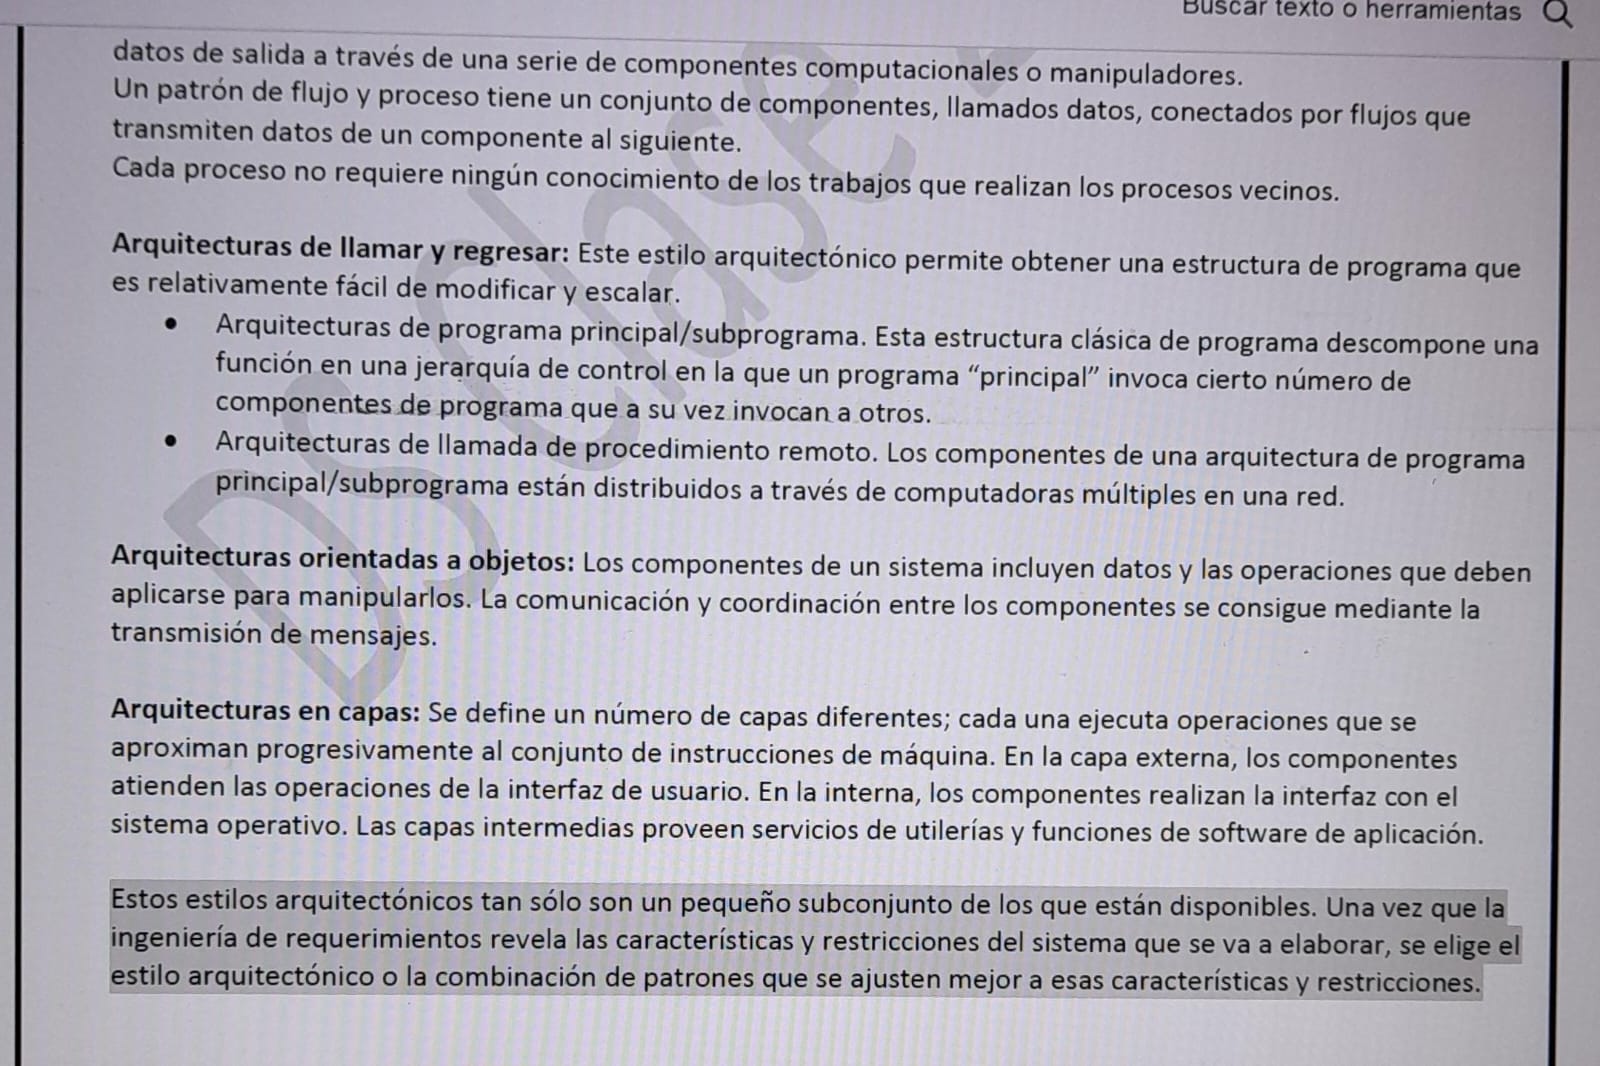 Buscar texto o herramientas
datos de salida a través de una serie de componentes computacionales o manipuladores.
Un patrón de flujo y proceso tiene un conjunto de componentes, llamados datos, conectados por flujos que
transmiten datos de un componente al siguiente.
Cada proceso no requiere ningún conocimiento de los trabajos que realizan los procesos vecinos.
Arquitecturas de llamar y regresar: Este estilo arquitectónico permite obtener una estructura de programa que
es relativamente fácil de modificar y escalar.
• Arquitecturas de programa principal/subprograma. Esta estructura clásica de programa descompone una
función en una jerarquía de control en la que un programa “principal” invoca cierto número de
componentes de programa que a su vez invocan a otros.
• Arquitecturas de llamada de procedimiento remoto. Los componentes de una arquitectura de programa
principal/subprograma están distribuidos a través de computadoras múltiples en una red.
Arquitecturas orientadas a objetos: Los componentes de un sistema incluyen datos y las operaciones que deben
aplicarse para manipularlos. La comunicación y coordinación entre los componentes se consigue mediante la
transmisión de mensajes.
Arquitecturas en capas: Se define un número de capas diferentes; cada una ejecuta operaciones que se
aproximan progresivamente al conjunto de instrucciones de máquina. En la capa externa, los componentes
atienden las operaciones de la interfaz de usuario. En la interna, los componentes realizan la interfaz con el
sistema operativo. Las capas intermedias proveen servicios de utilerías y funciones de software de aplicación.
Estos estilos arquitectónicos tan sólo son un pequeño subconjunto de los que están disponibles. Una vez que la
ingeniería de requerimientos revela las características y restricciones del sistema que se va a elaborar, se elige el
estilo arquitectónico o la combinación de patrones que se ajusten mejor a esas características y restricciones.
DS Clase